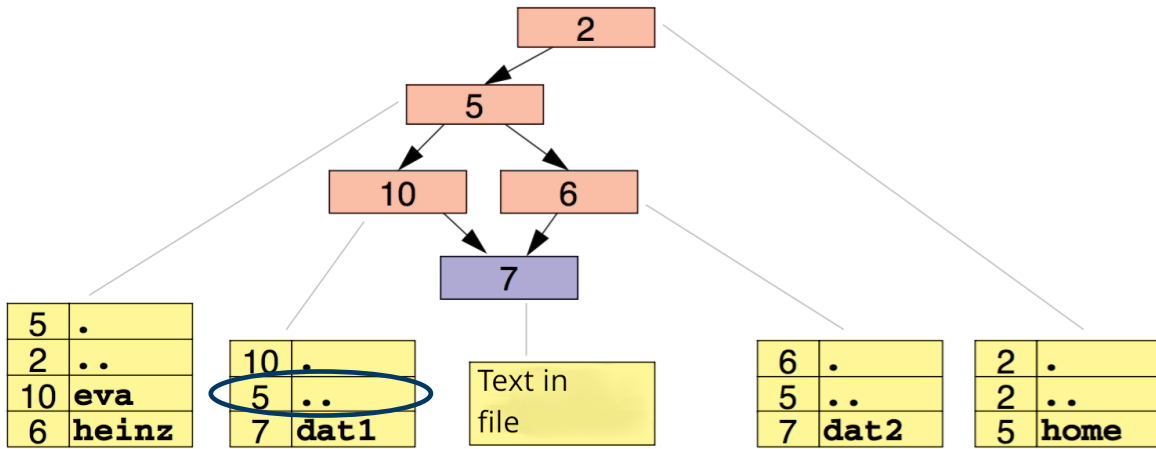 2
5
10 6
7
5 .
2 ..
10 eva
6 heinz
10 .
5 ..
7 dat1
Text in
file
6 .
5 ..
7 dat2
2 .
2 ..
5 home